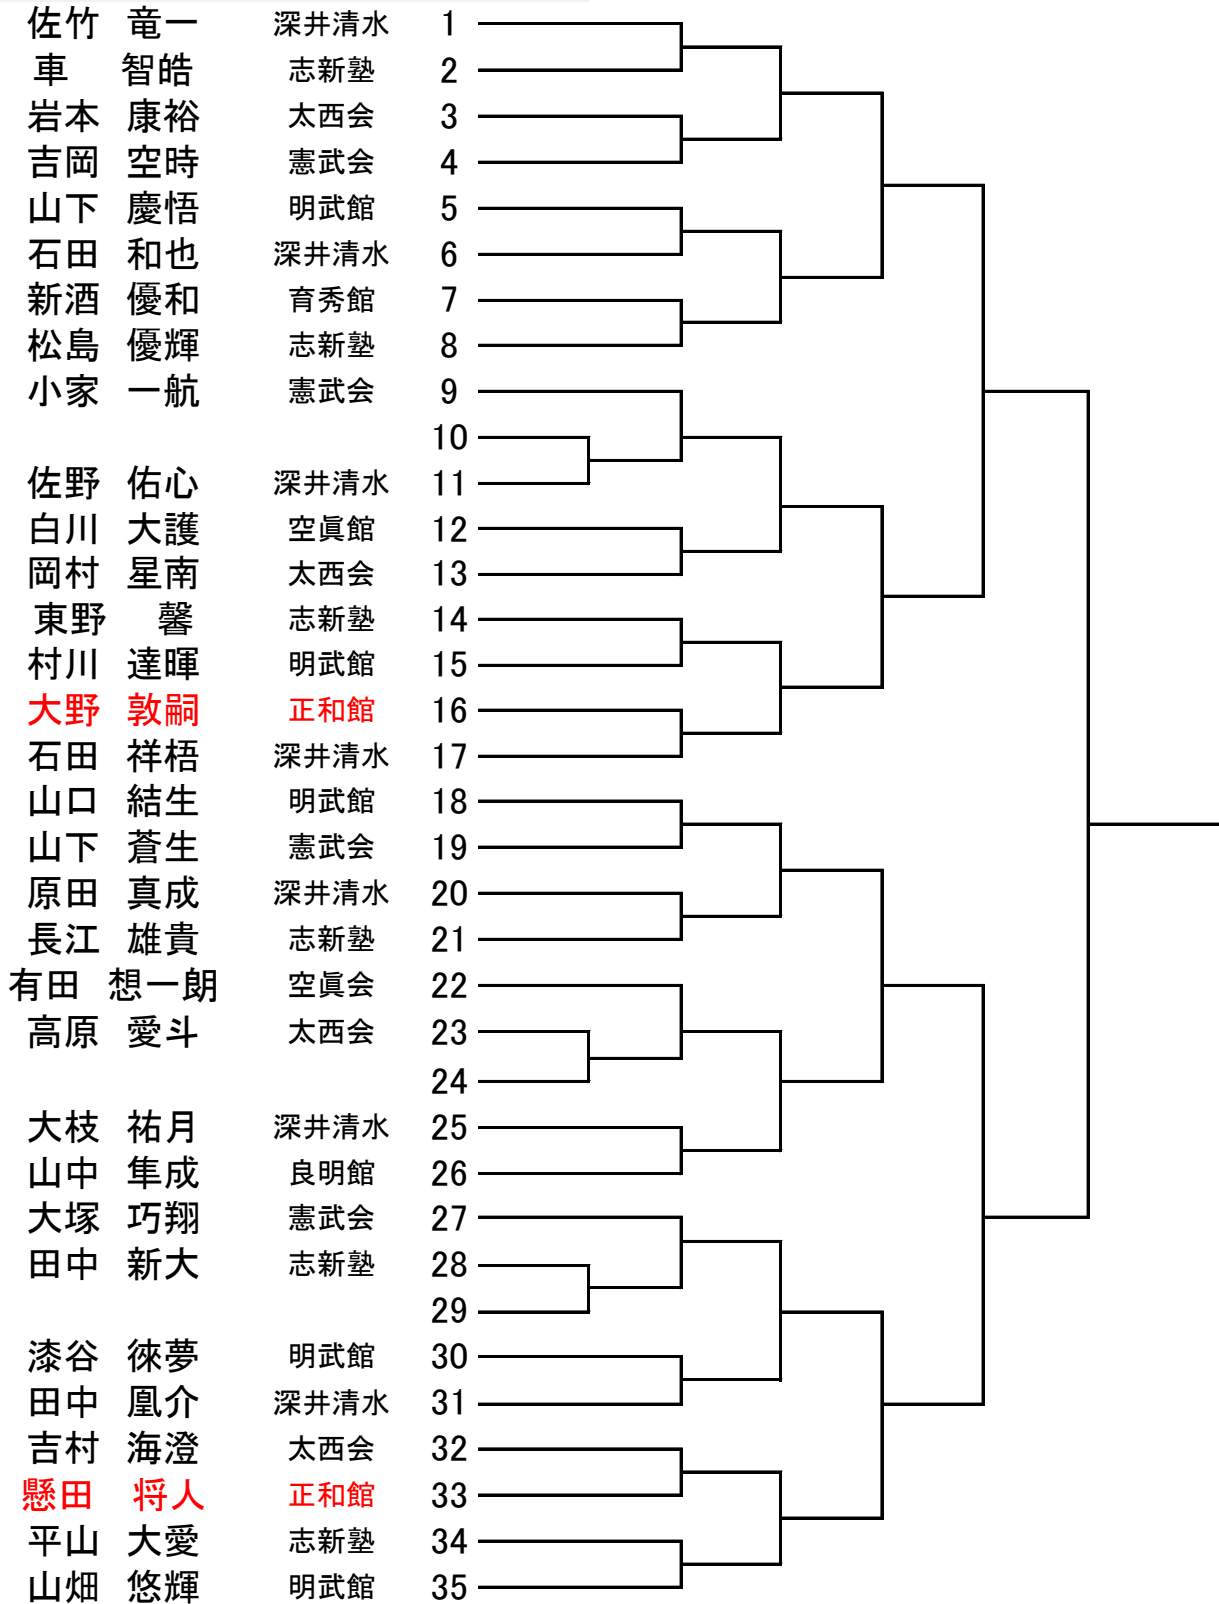 佐竹 竜一 深井清水 1
車 智皓 志新塾 2
岩本 康裕 太西会 3
吉岡 空時 憲武会 4
山下 慶悟 明武館 5
石田 和也 深井清水 6
新酒 優和 育秀館 7
松島 優輝 志新塾 8
小家 一航 憲武会 9
10
佐野 佑心 深井清水 11
白川 大護 空眞館 12
岡村 星南 太西会 13
東野 馨 志新塾 14
村川 達暉 明武館 15
大野 敦嗣 正和館 16
石田 祥梧 深井清水 17
山口 結生 明武館 18
山下 蒼生 憲武会 19
原田 真成 深井清水 20
長江 雄貴 志新塾 21
有田 想一朗 空眞会 22
高原 愛斗 太西会 23
24
大枝 祐月 深井清水 25
山中 隼成 良明館 26
大塚 巧翔 憲武会 27
田中 新大 志新塾 28
29
漆谷 徠夢 明武館 30
田中 凰介 深井清水 31
吉村 海澄 太西会 32
懸田 将人 正和館 33
平山 大愛 志新塾 34
山畑 悠輝 明武館 35